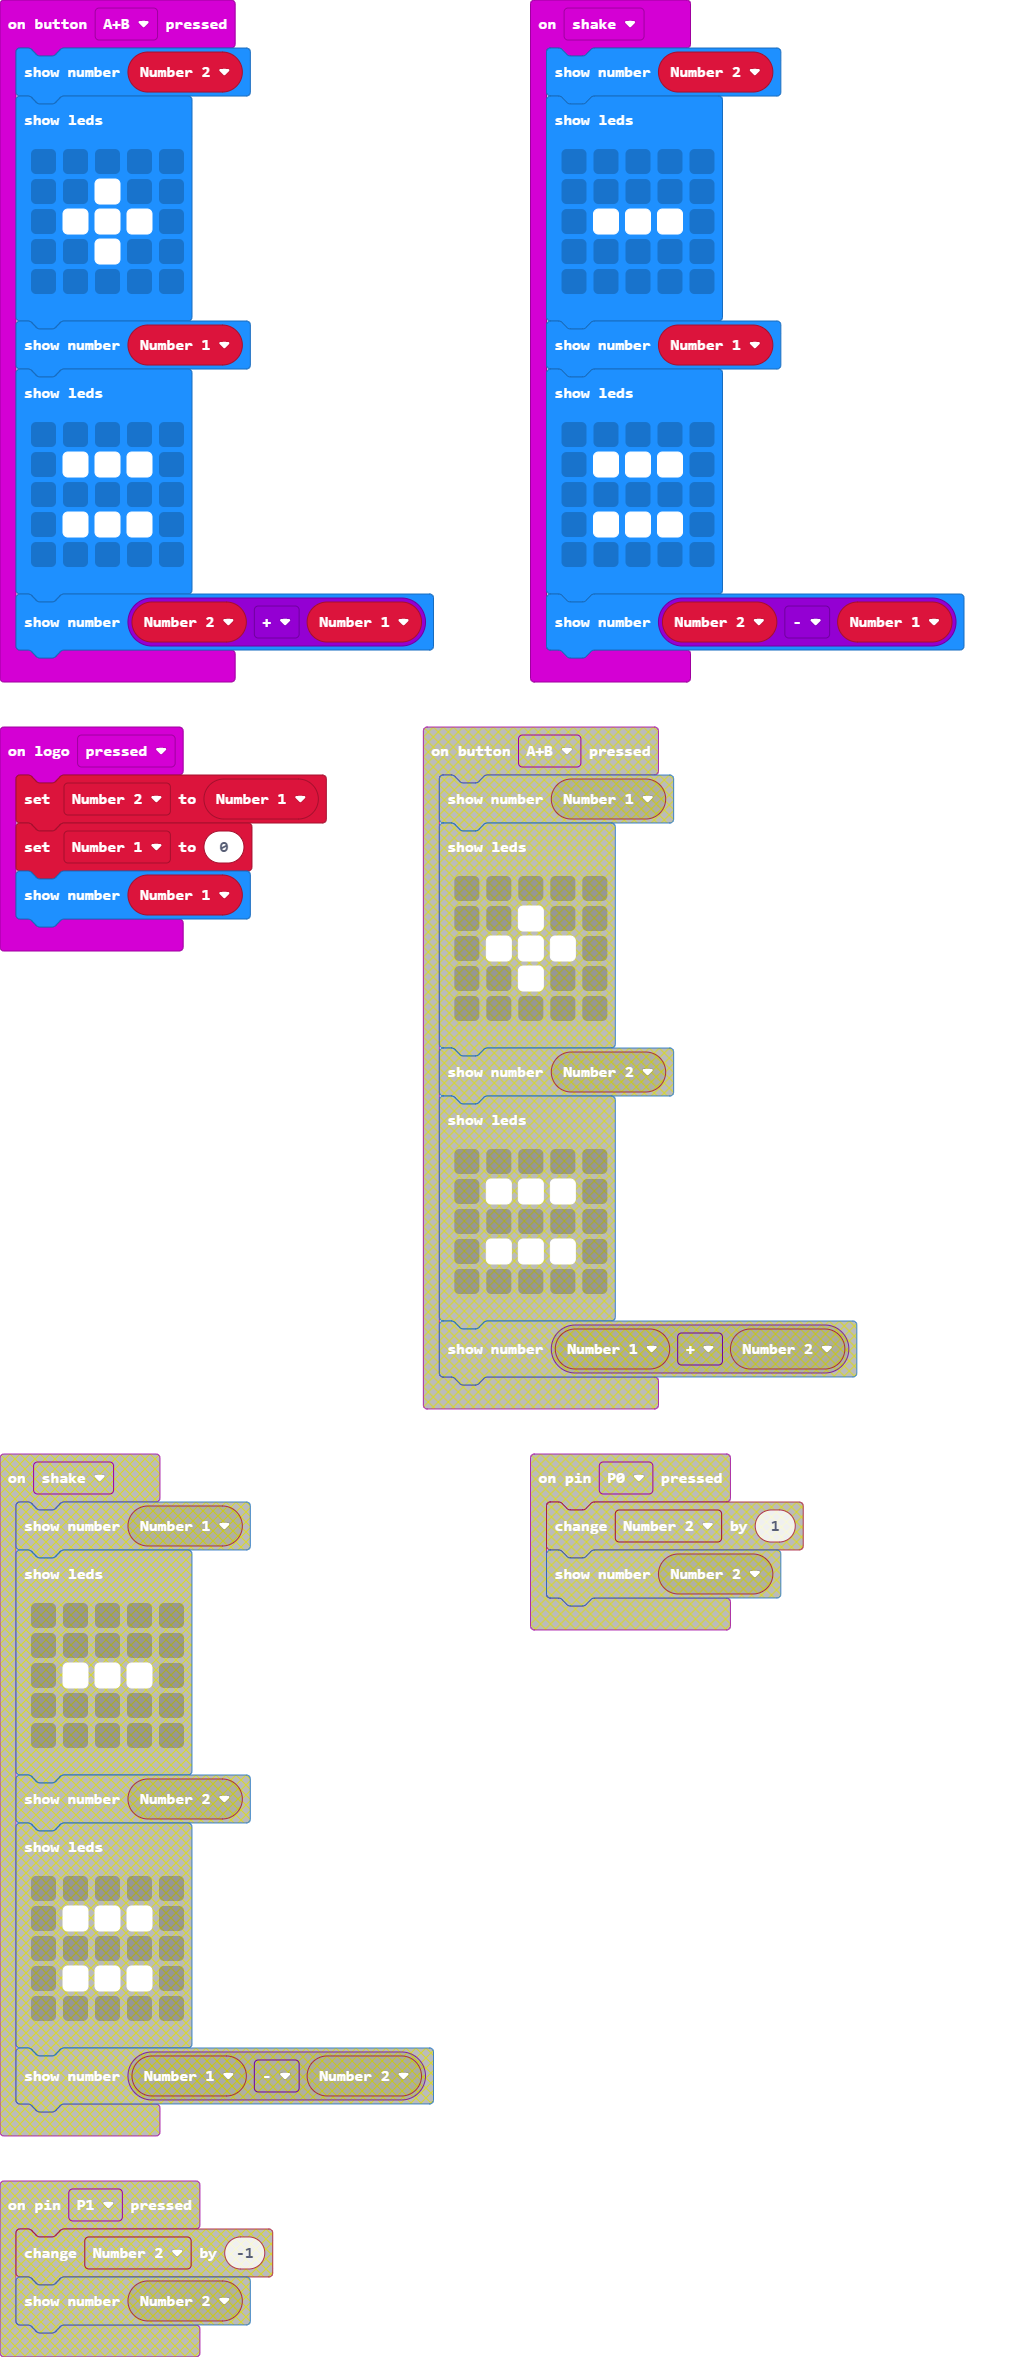 on button A+B pressed
show number Number 2
show leds
show number Number 1
show leds
show number Number 2 + Number 1
on shake
show number Number 2
show leds
show number Number 1
show leds
show number Number 2 - Number 1
on logo pressed
set Number 2 to Number 1
set Number 1 to 0
show number Number 1
on button A+B pressed
show number Number 1
show leds
show number Number 2
show leds
show number Number 1 + Number 2
on shake
show number Number 1
show leds
show number Number 2
show leds
show number Number 1 - Number 2
on pin P0 pressed
change Number 2 by 1
show number Number 2
on pin P1 pressed
change Number 2 by -1
show number Number 2